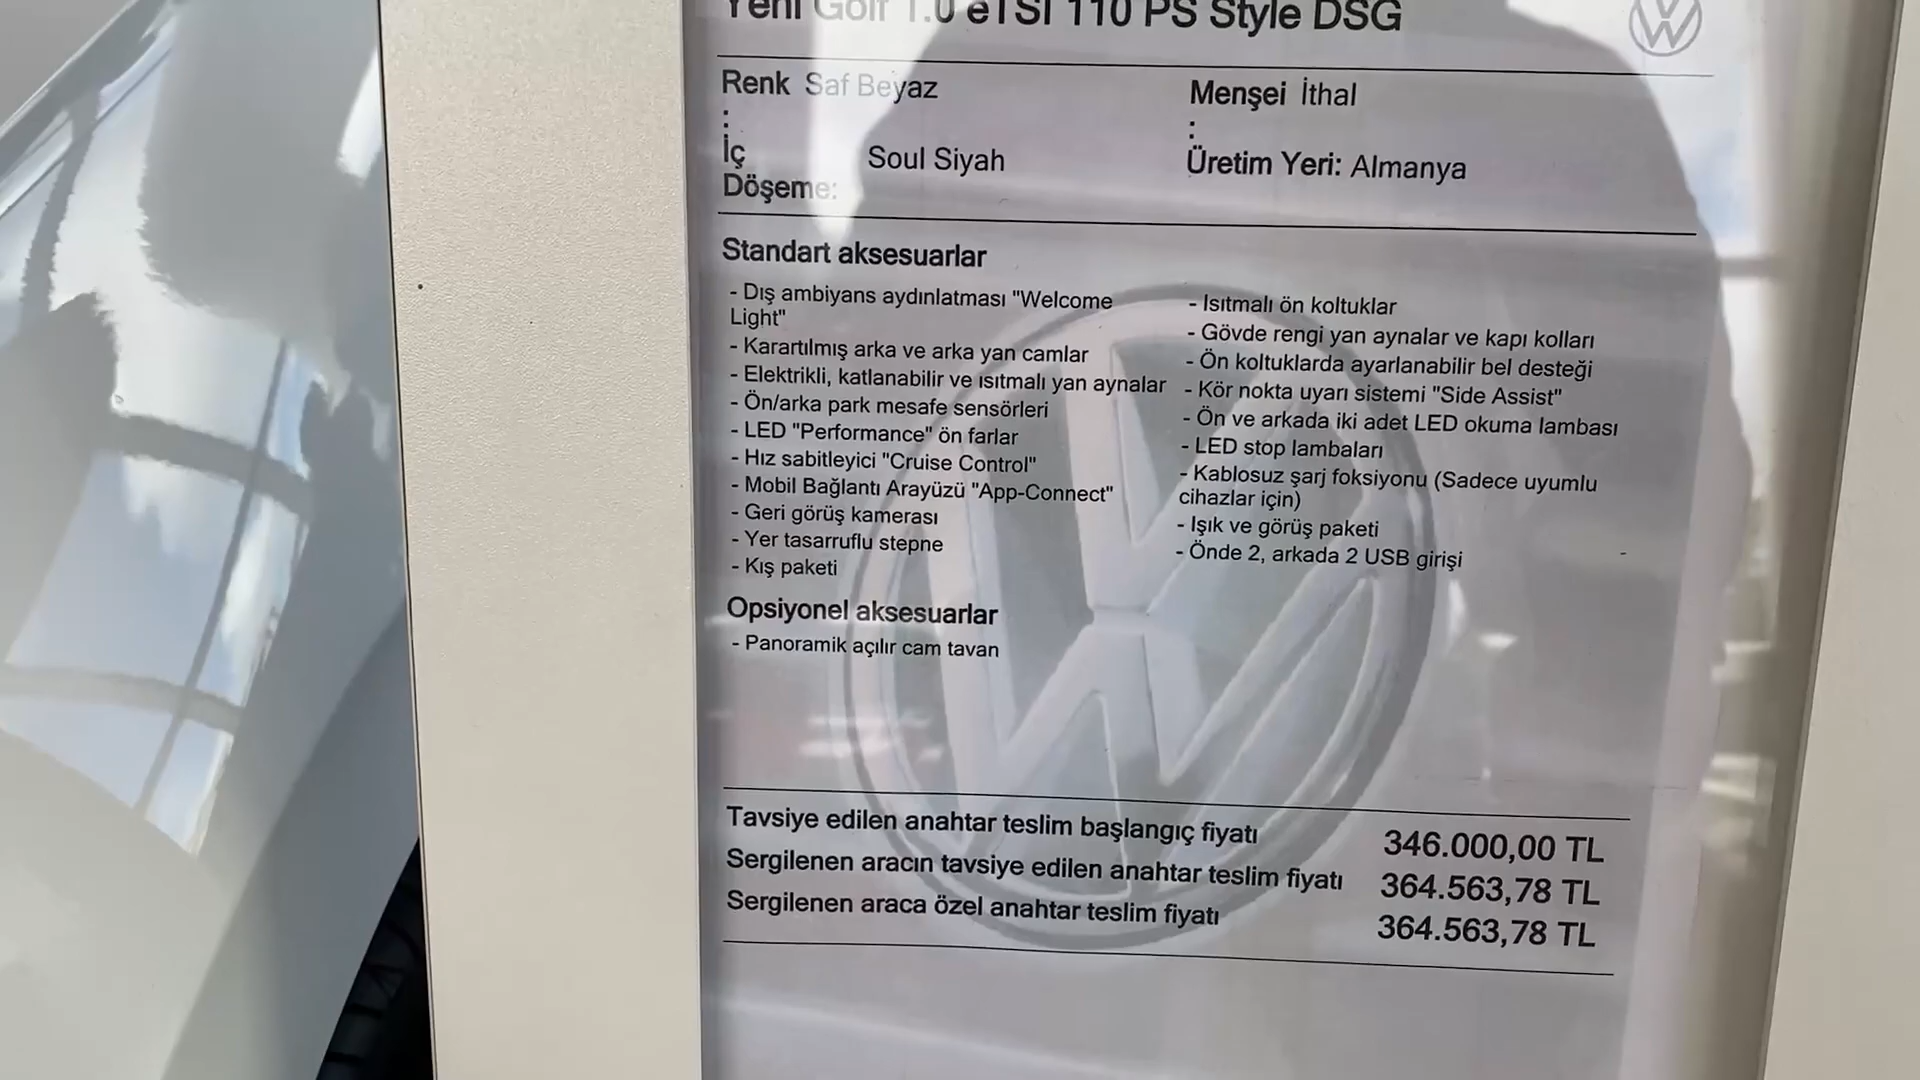 Yeni Golf 1.0 eTSI 110 PS Style DSG
Renk Saf Beyaz
:
İç Soul Siyah
Döşeme:
Menşei İthal
:
Üretim Yeri: Almanya
Standart aksesuarlar
- Dış ambiyans aydınlatması "Welcome
Light"
- Karartılmış arka ve arka yan camlar
- Elektrikli, katlanabilir ve ısıtmalı yan aynalar
- Ön/arka park mesafe sensörleri
- LED "Performance" ön farlar
- Hız sabitleyici "Cruise Control"
- Mobil Bağlantı Arayüzü "App-Connect"
- Geri görüş kamerası
- Yer tasarruflu stepne
- Kış paketi
- Isıtmalı ön koltuklar
- Gövde rengi yan aynalar ve kapı kolları
- Ön koltuklarda ayarlanabilir bel desteği
- Kör nokta uyarı sistemi "Side Assist"
- Ön ve arkada iki adet LED okuma lambası
- LED stop lambaları
- Kablosuz şarj foksiyonu (Sadece uyumlu
cihazlar için)
- Işık ve görüş paketi
- Önde 2, arkada 2 USB girişi
Opsiyonel aksesuarlar
- Panoramik açılır cam tavan
Tavsiye edilen anahtar teslim başlangıç fiyatı 346.000,00 TL
Sergilenen aracın tavsiye edilen anahtar teslim fiyatı 364.563,78 TL
Sergilenen araca özel anahtar teslim fiyatı 364.563,78 TL